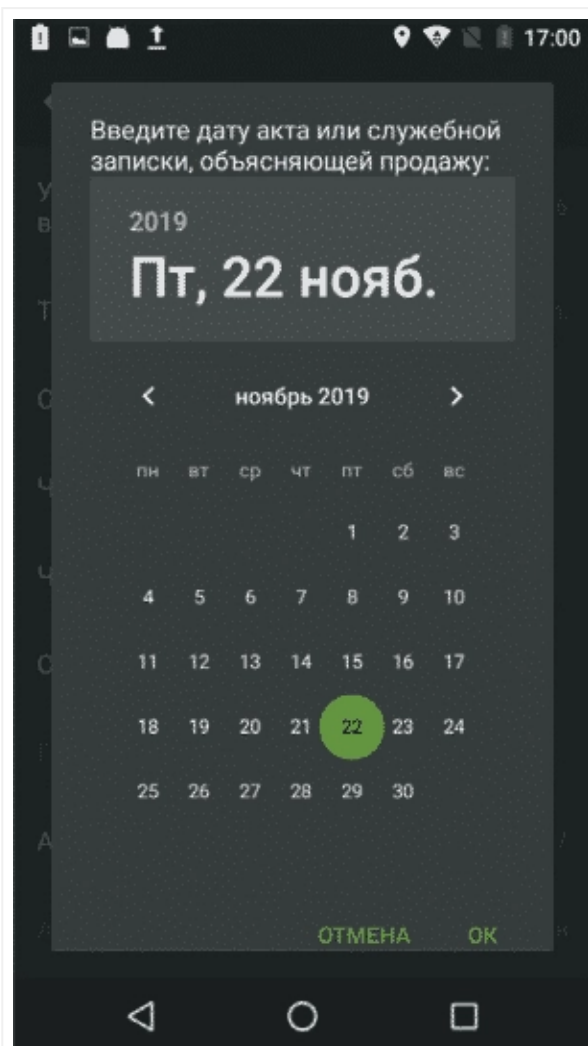 17:00
Введите дату акта или служебной
записки, объясняющей продажу:
2019
Пт, 22 нояб.
ноябрь 2019
пн вт ср чт пт сб вс
1 2 3
4 5 6 7 8 9 10
11 12 13 14 15 16 17
18 19 20 21 22 23 24
25 26 27 28 29 30
ОТМЕНА ОК